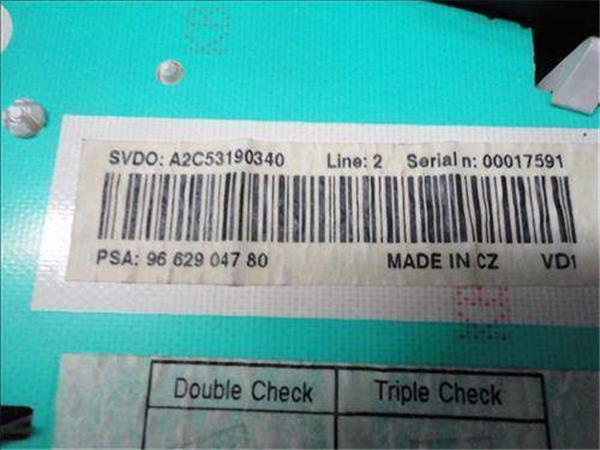 SVDO: A2C53190340 Line: 2 Serial n: 00017591
PSA: 96 629 047 80 MADE IN CZ VD1
Double Check Triple Check